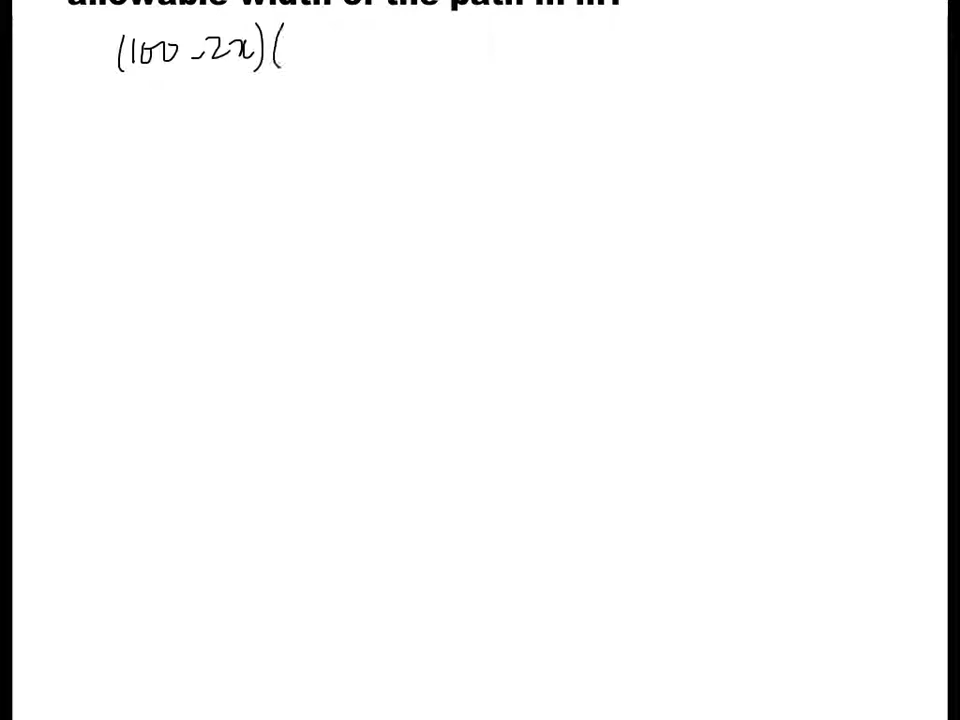 allowable width of the path in m?
(100 - 2x)(